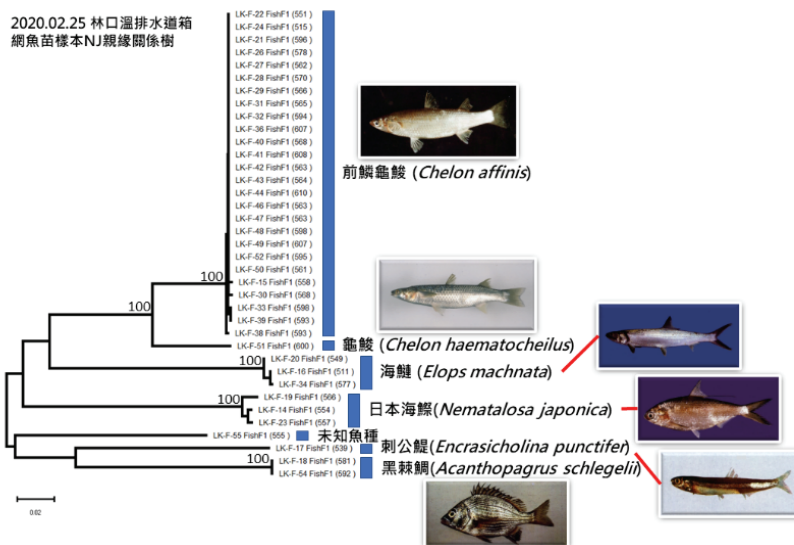 2020.02.25 林口溫排水道箱
網魚苗樣本NJ親緣關係樹
LK-F-22 FishF1 (551 )
LK-F-24 FishF1 (515 )
LK-F-21 FishF1 (596 )
LK-F-26 FishF1 (578 )
LK-F-27 FishF1 (562 )
LK-F-28 FishF1 (570 )
LK-F-29 FishF1 (566 )
LK-F-31 FishF1 (565 )
LK-F-32 FishF1 (594 )
LK-F-36 FishF1 (607 )
LK-F-40 FishF1 (568 )
LK-F-41 FishF1 (608 )
LK-F-42 FishF1 (563 )
LK-F-43 FishF1 (564 )
LK-F-44 FishF1 (610 )
LK-F-46 FishF1 (563 )
LK-F-47 FishF1 (563 )
LK-F-48 FishF1 (598 )
LK-F-49 FishF1 (607 )
LK-F-52 FishF1 (595 )
LK-F-50 FishF1 (561 )
LK-F-15 FishF1 (558 )
LK-F-30 FishF1 (568 )
LK-F-33 FishF1 (598 )
LK-F-39 FishF1 (593 )
LK-F-38 FishF1 (593 )
LK-F-51 FishF1 (600 )
LK-F-20 FishF1 (549 )
LK-F-16 FishF1 (511 )
LK-F-34 FishF1 (577 )
LK-F-19 FishF1 (566 )
LK-F-14 FishF1 (554 )
LK-F-23 FishF1 (557 )
LK-F-55 FishF1 (555 )
LK-F-17 FishF1 (539 )
LK-F-18 FishF1 (581 )
LK-F-54 FishF1 (592 )
前鱗龜鮻 (Chelon affinis)
龜鮻 (Chelon haematocheilus)
海鰱 (Elops machnata)
日本海鰶(Nematalosa japonica)
未知魚種
刺公鯷(Encrasicholina punctifer)
黑棘鯛(Acanthopagrus schlegelii)
100
100
100
100
100
0.02